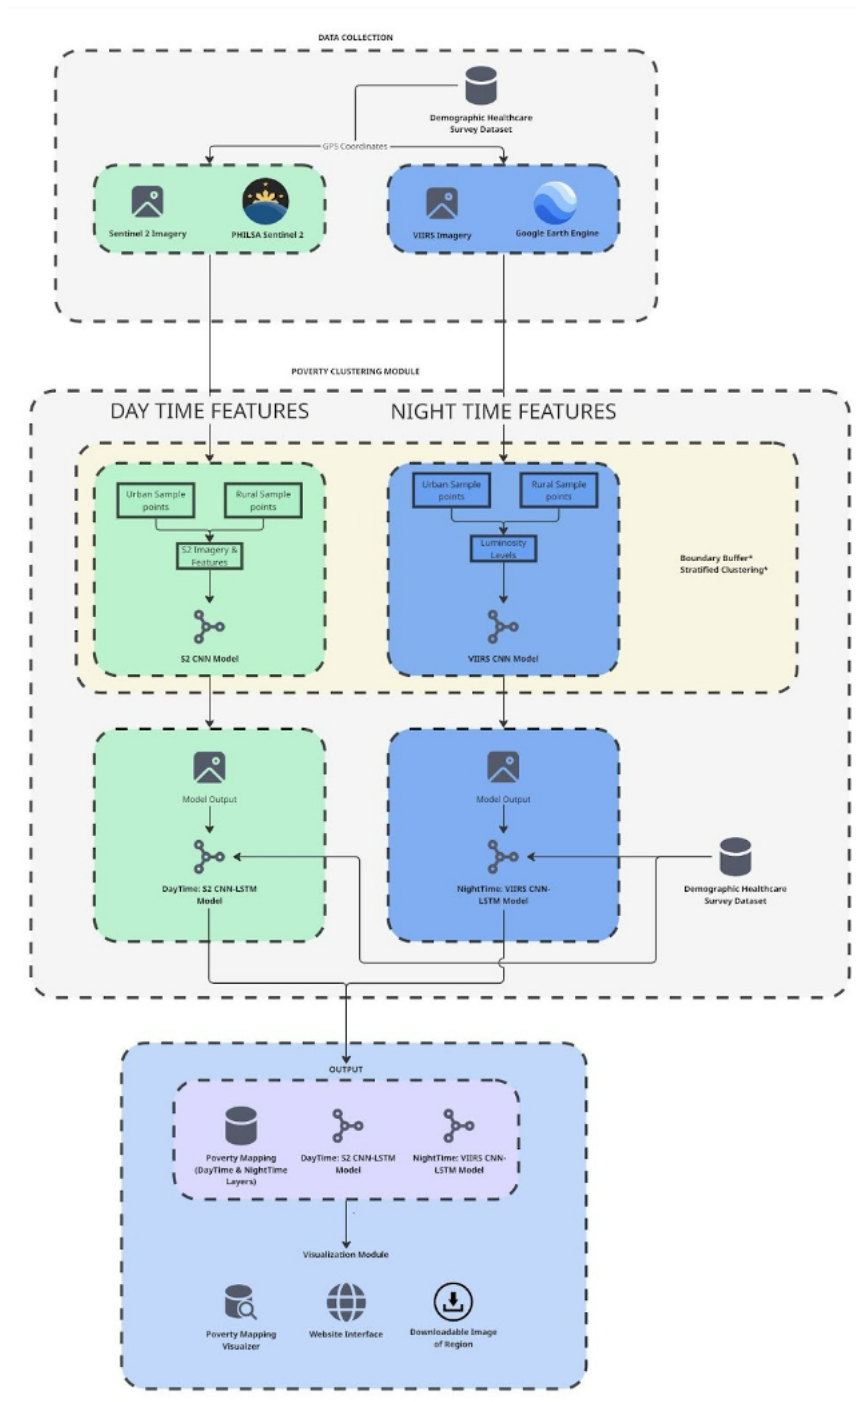 DATA COLLECTION
Demographic Healthcare
Survey Dataset
GPS Coordinates
Sentinel 2 Imagery
PHILSA Sentinel 2
VIIRS Imagery
Google Earth Engine
POVERTY CLUSTERING MODULE
DAY TIME FEATURES
NIGHT TIME FEATURES
Urban Sample
points
Rural Sample
points
S2 Imagery &
Features
S2 CNN Model
Urban Sample
points
Rural Sample
points
Luminosity
Levels
VIIRS CNN Model
Boundary Buffer*
Stratified Clustering*
Model Output
DayTime: S2 CNN-LSTM
Model
Model Output
NightTime: VIIRS CNN-
LSTM Model
Demographic Healthcare
Survey Dataset
OUTPUT
Poverty Mapping
(DayTime & NightTime
Layers)
DayTime: S2 CNN-LSTM
Model
NightTime: VIIRS CNN-
LSTM Model
Visualization Module
Poverty Mapping
Visualzer
Website Interface
Downloadable Image
of Region